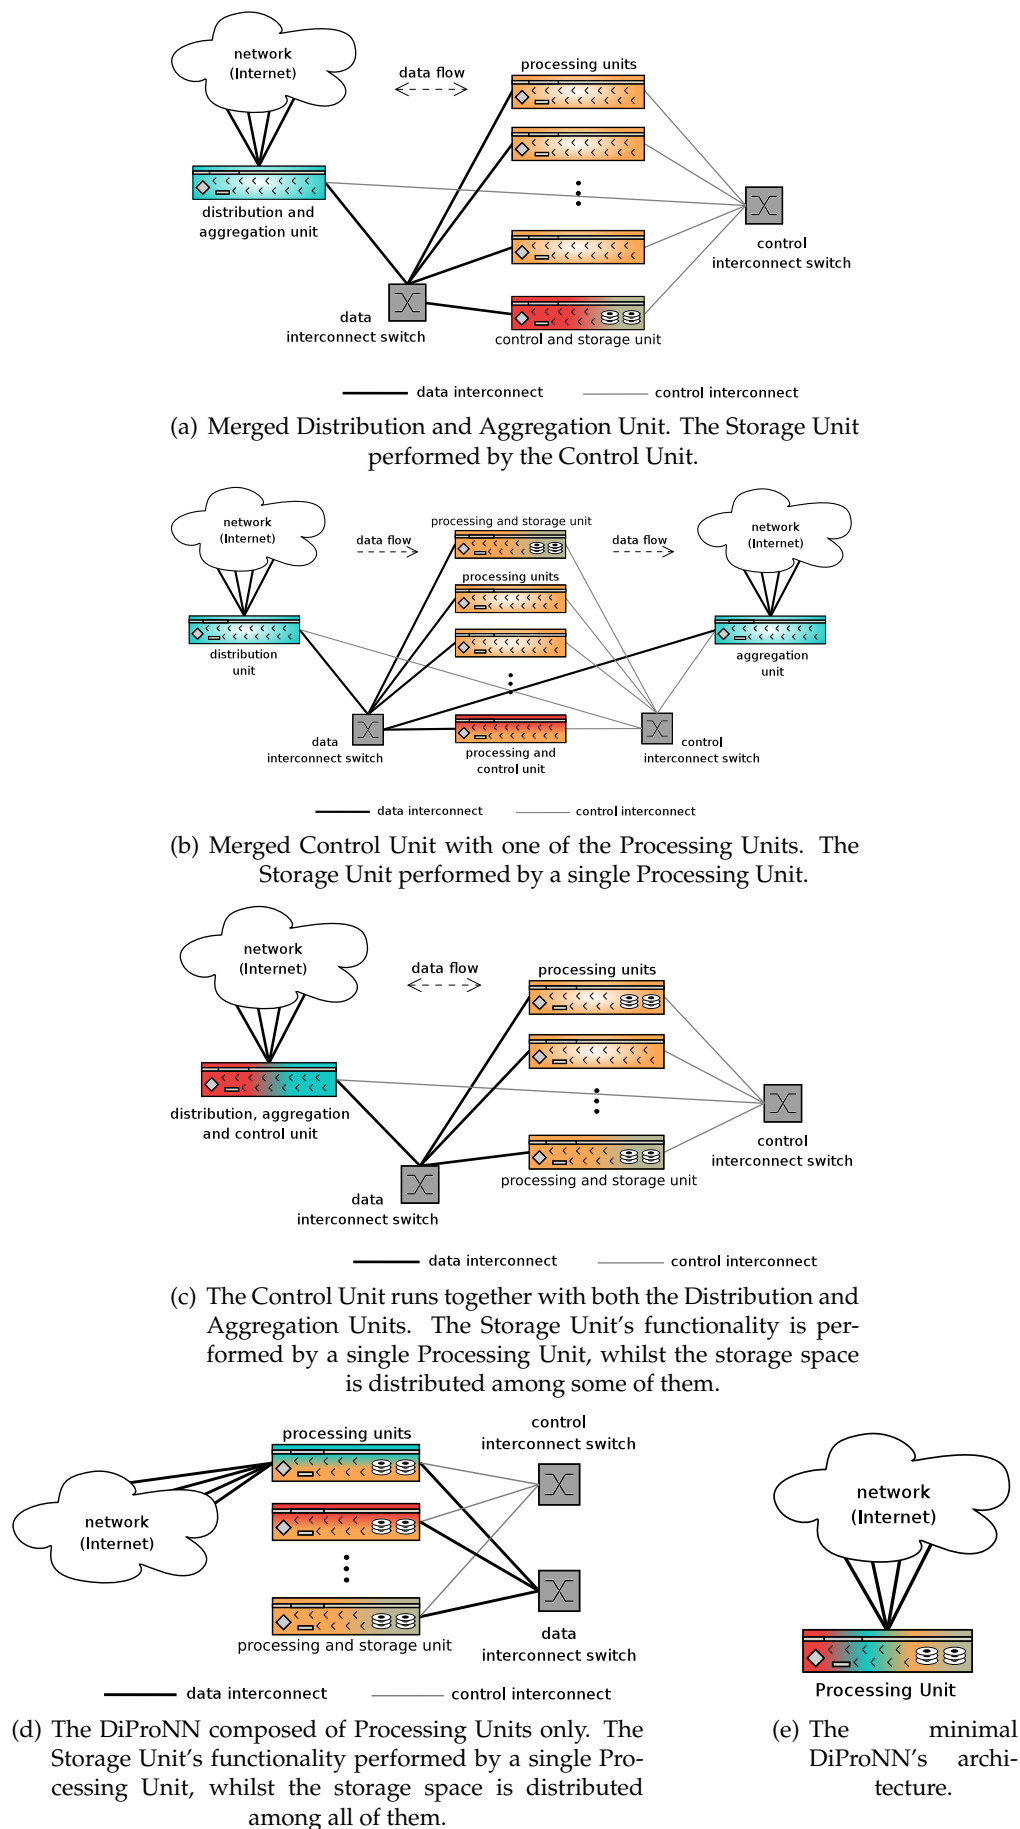 network
(Internet)
data flow
processing units
distribution and
aggregation unit
control
interconnect switch
data
interconnect switch
control and storage unit
data interconnect
control interconnect
(a) Merged Distribution and Aggregation Unit. The Storage Unit
performed by the Control Unit.
network
(Internet)
data flow
processing and storage unit
data flow
network
(Internet)
processing units
distribution
unit
aggregation
unit
data
interconnect switch
processing and
control unit
control
interconnect switch
data interconnect
control interconnect
(b) Merged Control Unit with one of the Processing Units. The
Storage Unit performed by a single Processing Unit.
network
(Internet)
data flow
processing units
distribution, aggregation
and control unit
control
interconnect switch
data
interconnect switch
processing and storage unit
data interconnect
control interconnect
(c) The Control Unit runs together with both the Distribution and
Aggregation Units. The Storage Unit's functionality is per-
formed by a single Processing Unit, whilst the storage space
is distributed among some of them.
processing units
control
interconnect switch
network
(Internet)
processing and storage unit
data
interconnect switch
data interconnect
control interconnect
(d) The DiProNN composed of Processing Units only. The
Storage Unit's functionality performed by a single Pro-
cessing Unit, whilst the storage space is distributed
among all of them.
network
(Internet)
Processing Unit
(e) The minimal
DiProNN's archi-
tecture.